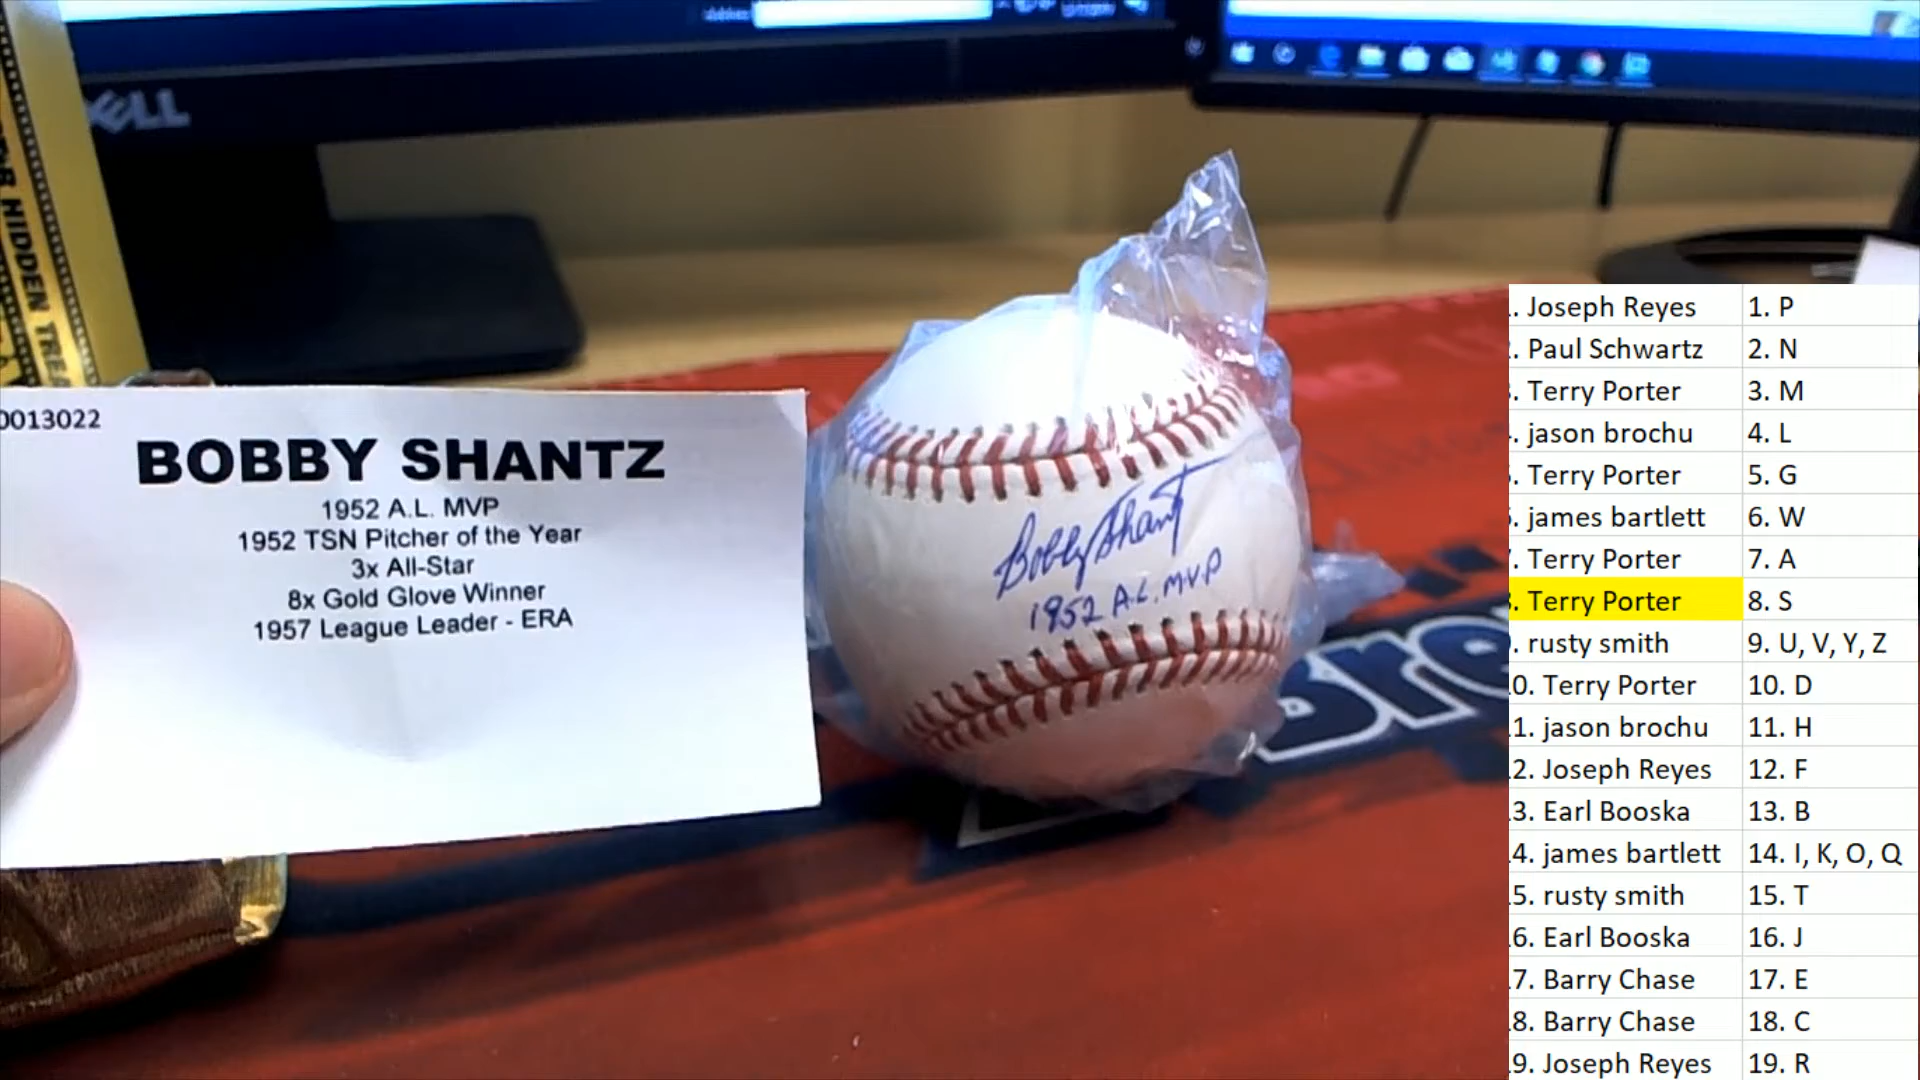 DELL
HIDDEN TREA
0013022
BOBBY SHANTZ
1952 A.L. MVP
1952 TSN Pitcher of the Year
3x All-Star
8x Gold Glove Winner
1957 League Leader - ERA
Bobby Shantz
1952 A.L. M.V.P
Bre
. Joseph Reyes 1. P
. Paul Schwartz 2. N
. Terry Porter 3. M
. jason brochu 4. L
. Terry Porter 5. G
. james bartlett 6. W
. Terry Porter 7. A
. Terry Porter 8. S
. rusty smith 9. U, V, Y, Z
0. Terry Porter 10. D
1. jason brochu 11. H
2. Joseph Reyes 12. F
3. Earl Booska 13. B
4. james bartlett 14. I, K, O, Q
5. rusty smith 15. T
6. Earl Booska 16. J
7. Barry Chase 17. E
8. Barry Chase 18. C
9. Joseph Reyes 19. R